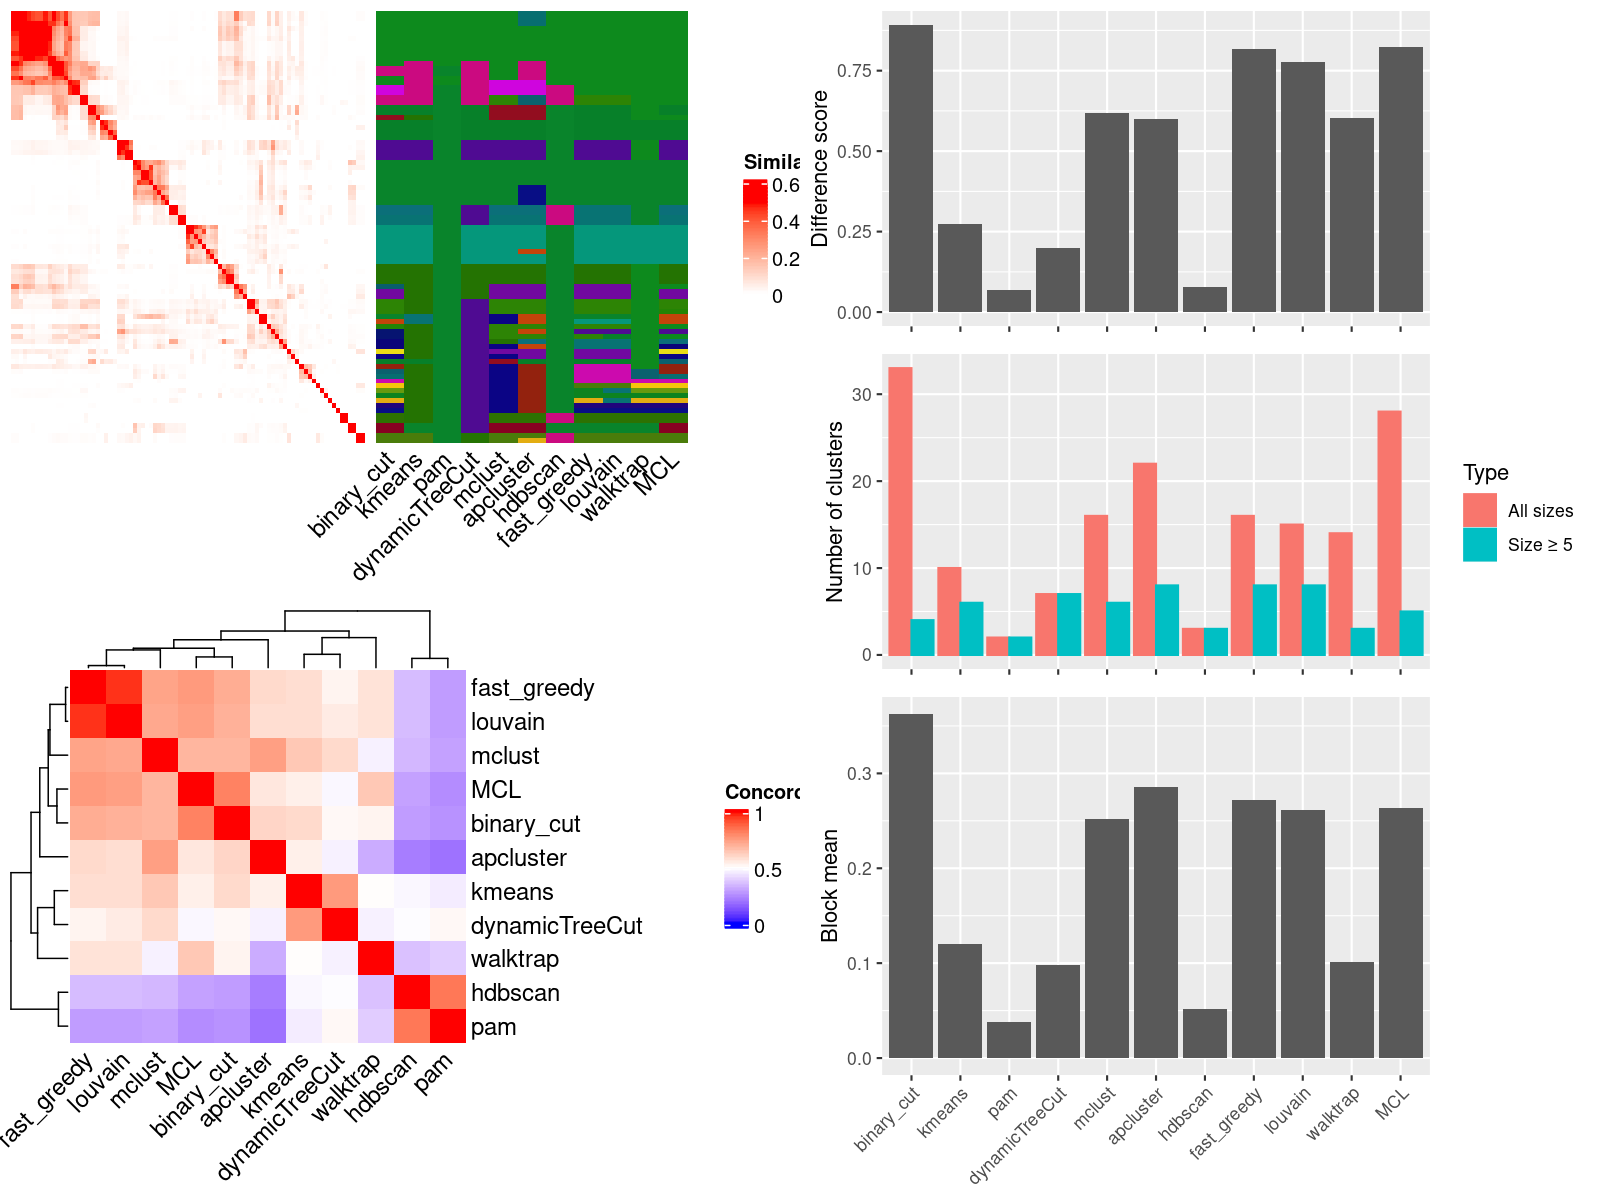 Simila
0.6
0.4
0.2
0
binary_cut
kmeans
pam
dynamicTreeCut
mclust
apcluster
hdbscan
fast_greedy
louvain
walktrap
MCL
fast_greedy
louvain
mclust
MCL
binary_cut
apcluster
kmeans
dynamicTreeCut
walktrap
hdbscan
pam
Concord
1
0.5
0
fast_greedy
louvain
mclust
MCL
binary_cut
apcluster
kmeans
dynamicTreeCut
walktrap
hdbscan
pam
Difference score
0.75
0.50
0.25
0.00
Number of clusters
30
20
10
0
Type
All sizes
Size ≥ 5
Block mean
0.3
0.2
0.1
0.0
binary_cut
kmeans
pam
dynamicTreeCut
mclust
apcluster
hdbscan
fast_greedy
louvain
walktrap
MCL